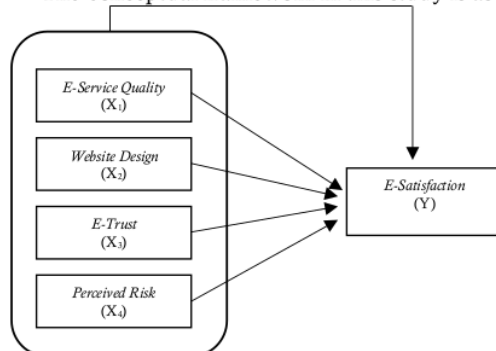 E-Service Quality
(X₁)
Website Design
(X₂)
E-Trust
(X₃)
Perceived Risk
(X₄)
E-Satisfaction
(Y)